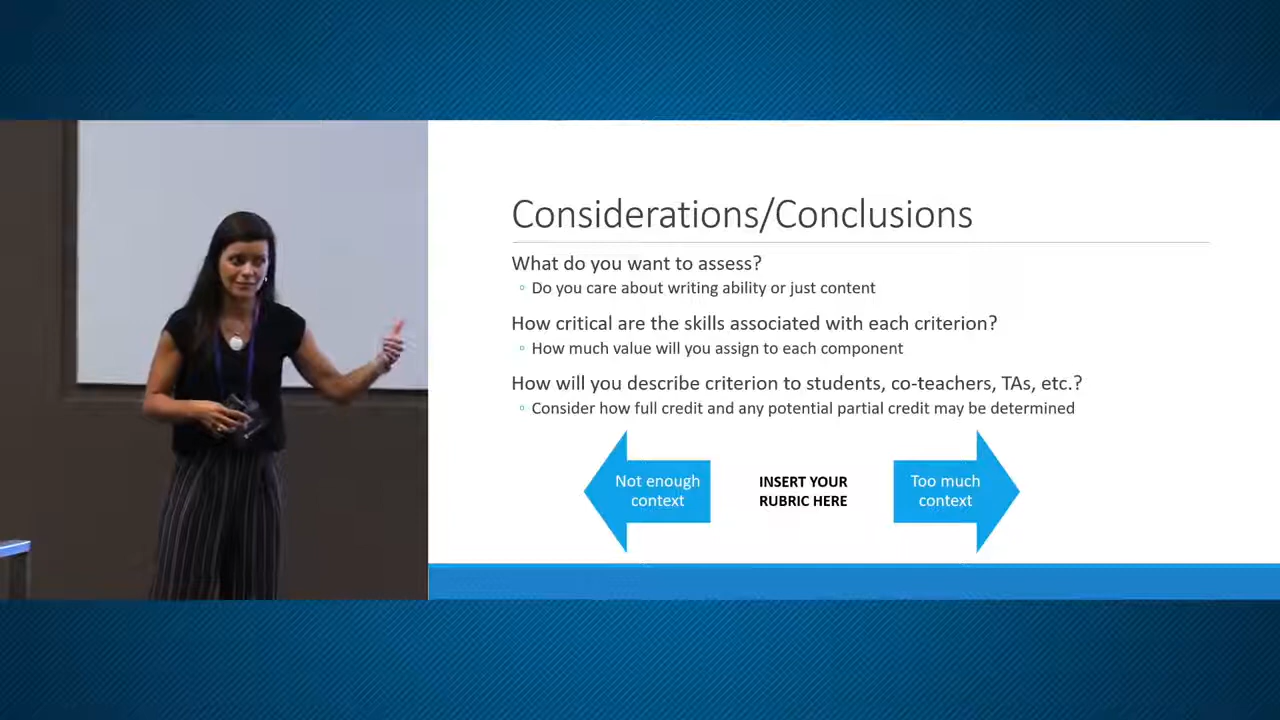 Considerations/Conclusions
What do you want to assess?
Do you care about writing ability or just content
How critical are the skills associated with each criterion?
How much value will you assign to each component
How will you describe criterion to students, co-teachers, TAs, etc.?
Consider how full credit and any potential partial credit may be determined
Not enough
context
INSERT YOUR
RUBRIC HERE
Too much
context